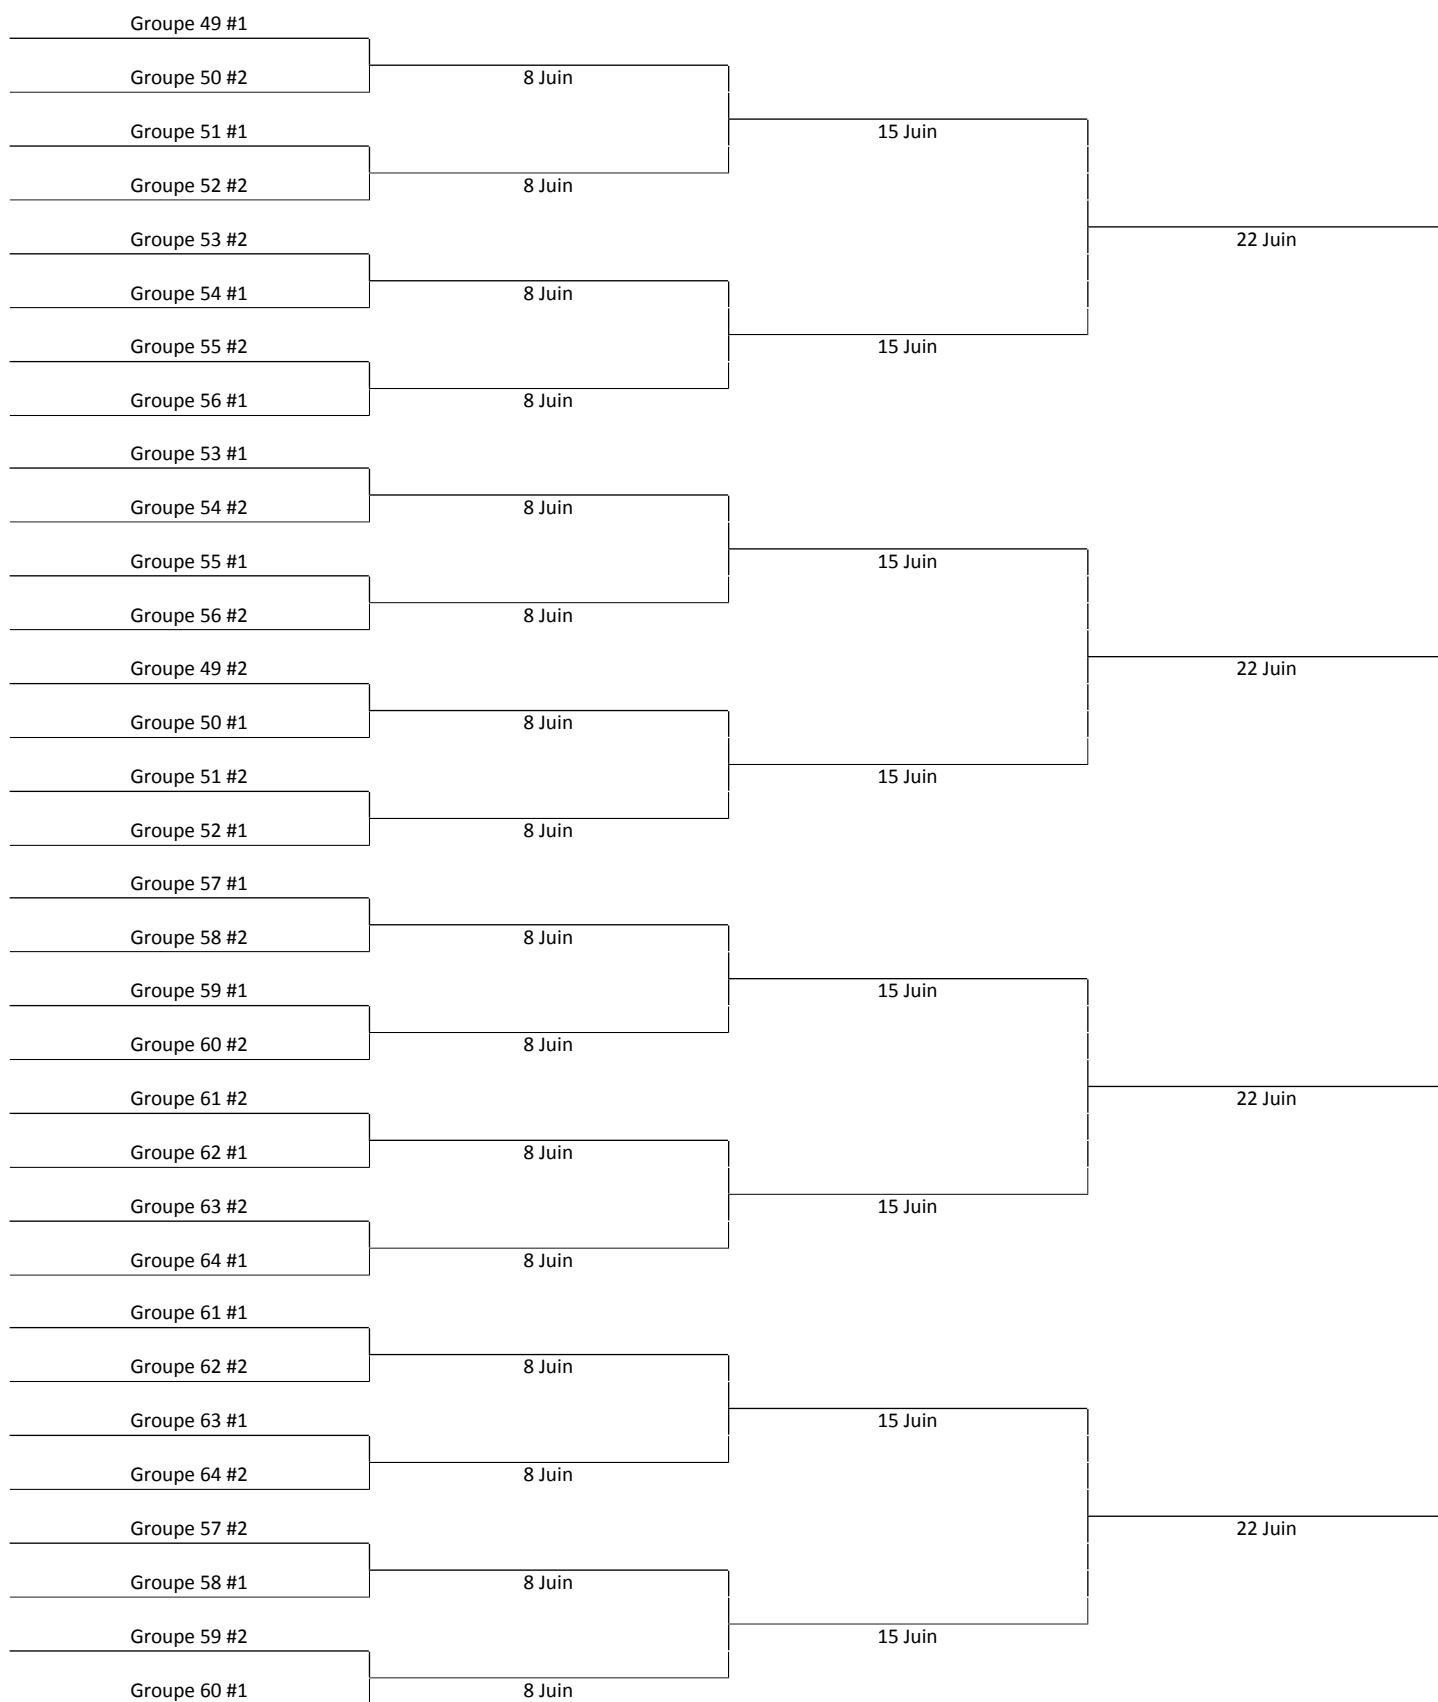 Groupe 49 #1
Groupe 50 #2
8 Juin
Groupe 51 #1
15 Juin
Groupe 52 #2
8 Juin
Groupe 53 #2
22 Juin
Groupe 54 #1
8 Juin
Groupe 55 #2
15 Juin
Groupe 56 #1
8 Juin
Groupe 53 #1
Groupe 54 #2
8 Juin
Groupe 55 #1
15 Juin
Groupe 56 #2
8 Juin
Groupe 49 #2
22 Juin
Groupe 50 #1
8 Juin
Groupe 51 #2
15 Juin
Groupe 52 #1
8 Juin
Groupe 57 #1
Groupe 58 #2
8 Juin
Groupe 59 #1
15 Juin
Groupe 60 #2
8 Juin
Groupe 61 #2
22 Juin
Groupe 62 #1
8 Juin
Groupe 63 #2
15 Juin
Groupe 64 #1
8 Juin
Groupe 61 #1
Groupe 62 #2
8 Juin
Groupe 63 #1
15 Juin
Groupe 64 #2
8 Juin
Groupe 57 #2
22 Juin
Groupe 58 #1
8 Juin
Groupe 59 #2
15 Juin
Groupe 60 #1
8 Juin